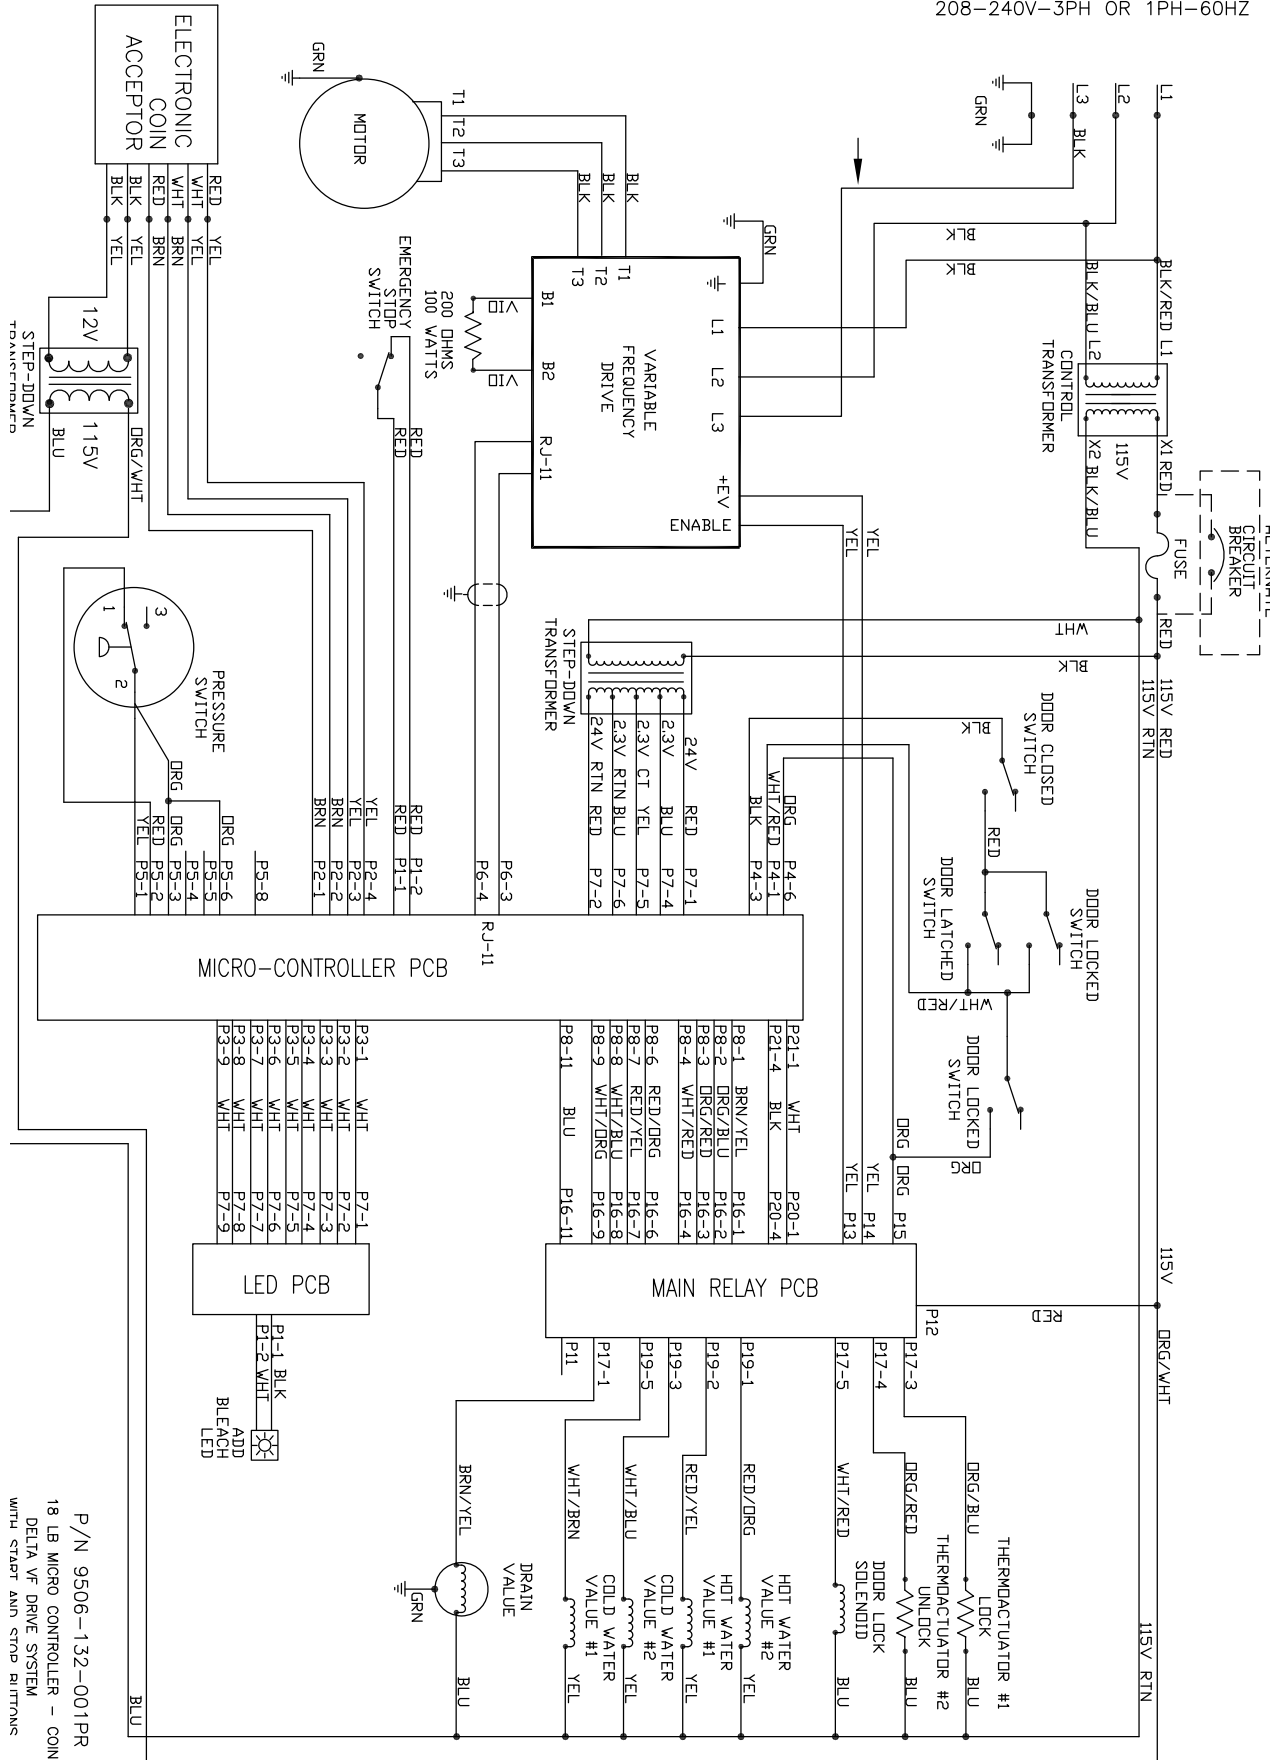 208-240V-3PH OR 1PH-60HZ
ELECTRONIC
COIN
ACCEPTOR
BLK
BLK
RED
WHT
WHT
RED
YEL
YEL
BRN
BRN
YEL
YEL
GRN
MOTOR
T1
T2
T3
BLK
BLK
BLK
GRN
L3
L2
L1
BLK
GRN
BLK
BLK
BLK/BLU L2
BLK/RED L1
CONTROL
TRANSFORMER
X2 BLK/BLU
115V
X1 RED
FUSE
CIRCUIT
BREAKER
RED
T3
T2
T1
L1
L2
L3
+EV
ENABLE
B1
B2
RJ-11
VARIABLE
FREQUENCY
DRIVE
VIO
VIO
200 OHMS
100 WATTS
EMERGENCY
STOP
SWITCH
RED
RED
YEL
YEL
12V
115V
STEP-DOWN
BLU
ORG/WHT
1
3
2
PRESSURE
SWITCH
ORG
STEP-DOWN
TRANSFORMER
WHT
BLK
115V RTN
115V RED
24V RTN
2.3V RTN
2.3V CT
2.3V
24V
RED
BLU
YEL
BLU
RED
P7-2
P7-6
P7-5
P7-4
P7-1
YEL
RED
ORG
ORG
P5-1
P5-2
P5-3
P5-4
P5-5
P5-6
P5-8
BRN
BRN
YEL
YEL
P2-1
P2-2
P2-3
P2-4
RED
RED
P1-1
P1-2
P6-4
P6-3
RJ-11
BLK
WHT/RED
ORG
P4-3
P4-1
P4-6
BLK
DOOR CLOSED
SWITCH
RED
DOOR LATCHED
SWITCH
DOOR LOCKED
SWITCH
WHT/RED
DOOR LOCKED
SWITCH
ORG
ORG
MICRO-CONTROLLER PCB
P3-9
P3-8
P3-7
P3-6
P3-5
P3-4
P3-3
P3-2
P3-1
WHT
WHT
WHT
WHT
WHT
WHT
WHT
WHT
WHT
P7-9
P7-8
P7-7
P7-6
P7-5
P7-4
P7-3
P7-2
P7-1
P8-11
P8-9
P8-8
P8-7
P8-6
P8-4
P8-3
P8-2
P8-1
P21-4
P21-1
BLU
WHT/ORG
WHT/BLU
RED/YEL
RED/ORG
WHT/RED
ORG/RED
ORG/BLU
BRN/YEL
BLK
WHT
P16-11
P16-9
P16-8
P16-7
P16-6
P16-4
P16-3
P16-2
P16-1
P20-4
P20-1
YEL
YEL
ORG
P13
P14
P15
LED PCB
MAIN RELAY PCB
P12
RED
115V
ORG/WHT
P1-2 WHT
P1-1 BLK
ADD
BLEACH
LED
P11
P17-1
P19-5
P19-3
P19-2
P19-1
P17-5
P17-4
P17-3
BRN/YEL
WHT/BRN
WHT/BLU
RED/YEL
RED/ORG
WHT/RED
ORG/RED
ORG/BLU
GRN
DRAIN
VALUE
COLD WATER
VALUE #1
COLD WATER
VALUE #2
HOT WATER
VALUE #1
HOT WATER
VALUE #2
DOOR LOCK
SOLENOID
THERMOACTUATOR #2
UNLOCK
THERMOACTUATOR #1
LOCK
BLU
YEL
YEL
YEL
YEL
BLU
BLU
BLU
115V RTN
BLU
P/N 9506-132-001PR
18 LB MICRO CONTROLLER - COIN
DELTA VF DRIVE SYSTEM
WITH START AND STOP BUTTONS